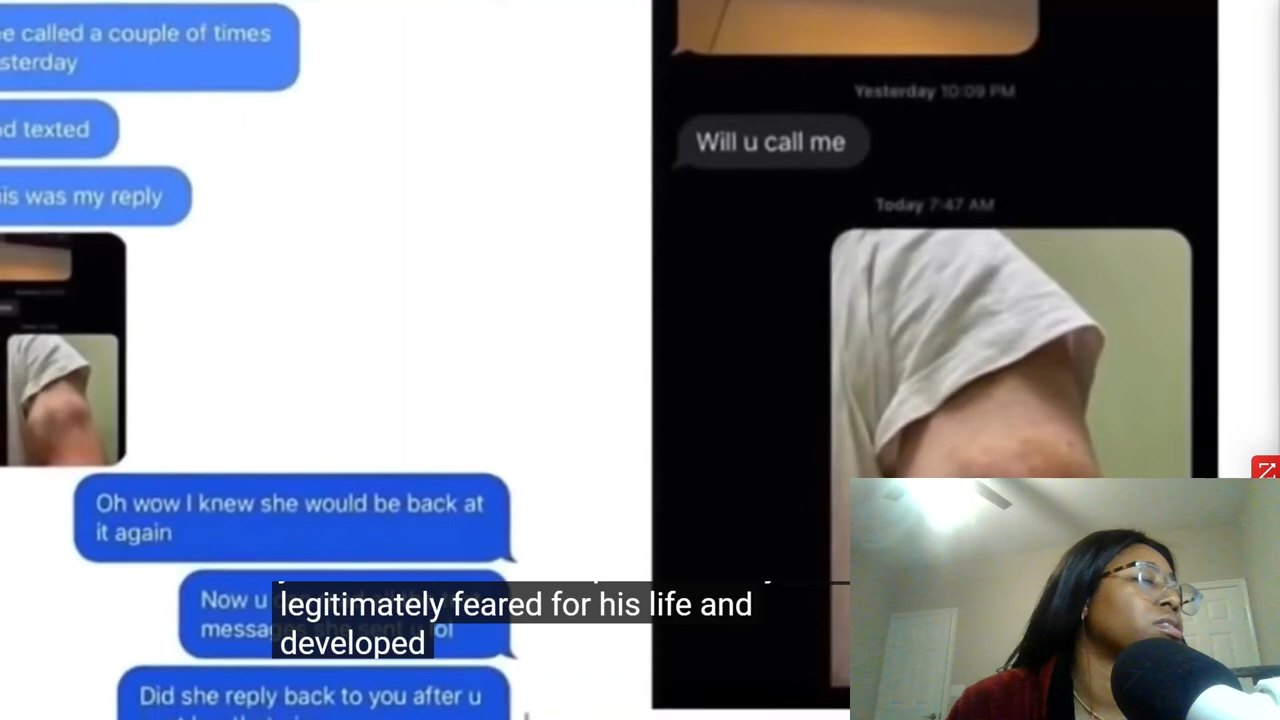 e called a couple of times
sterday
d texted
is was my reply
Oh wow I knew she would be back at
it again
Now u
messag
Did she reply back to you after u
Yesterday 10:09 PM
Will u call me
Today 7:47 AM
legitimately feared for his life and
developed